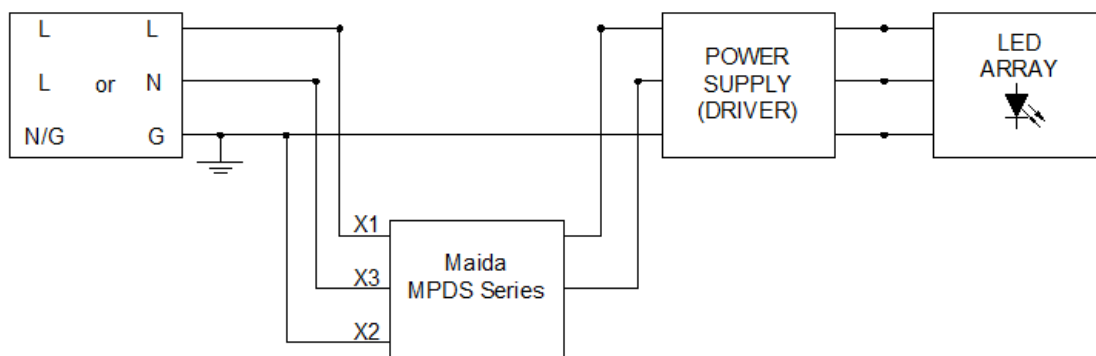 L L
L or N
N/G G
POWER
SUPPLY
(DRIVER)
LED
ARRAY
X1
X3
X2
Maida
MPDS Series